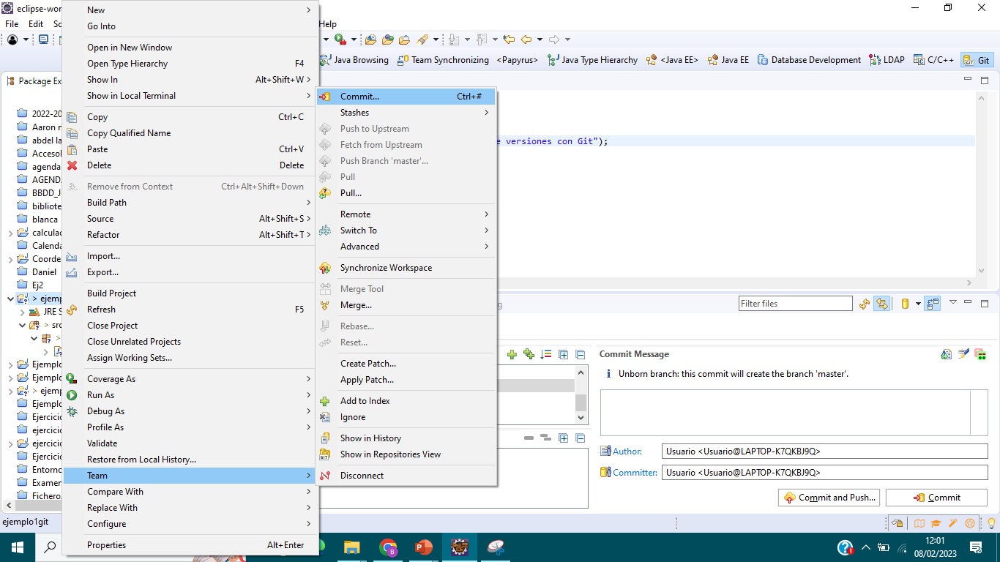 eclipse-wor
File Edit So Help
Java Browsing Team Synchronizing <Papyrus> Java Type Hierarchy <Java EE> Java EE Database Development LDAP C/C++ Git
Package Ex
2022-20
Aaron m
abdel la
Accesol
agenda
AGEND.
BBDD_J
bibliote
blanca
calculac
Calenda
Coorde
Daniel
Ej2
> ejempl
JRE S
> src
>
Ejemplo
Ejemplo
> ejemp
Ejemplo
Ejercicio
ejercicio
ejercicio
Ejercicio
Entorno
Examen
Fichero.
ejemplo1git
New
Go Into
Open in New Window
Open Type Hierarchy F4
Show In Alt+Shift+W
Show in Local Terminal
Copy Ctrl+C
Copy Qualified Name
Paste Ctrl+V
Delete Delete
Remove from Context Ctrl+Alt+Shift+Down
Build Path
Source Alt+Shift+S
Refactor Alt+Shift+T
Import...
Export...
Build Project
Refresh F5
Close Project
Close Unrelated Projects
Assign Working Sets...
Coverage As
Run As
Debug As
Profile As
Validate
Restore from Local History...
Team
Compare With
Replace With
Configure
Properties Alt+Enter
Commit... Ctrl+#
Stashes
Push to Upstream
Fetch from Upstream
Push Branch 'master'...
Pull
Pull...
Remote
Switch To
Advanced
Synchronize Workspace
Merge Tool
Merge...
Rebase...
Reset...
Create Patch...
Apply Patch...
Add to Index
Ignore
Show in History
Show in Repositories View
Disconnect
e versiones con Git");
Filter files
Commit Message
Unborn branch: this commit will create the branch 'master'.
Author: Usuario <Usuario@LAPTOP-K7QKBJ9Q>
Committer: Usuario <Usuario@LAPTOP-K7QKBJ9Q>
Commit and Push... Commit
12:01
08/02/2023